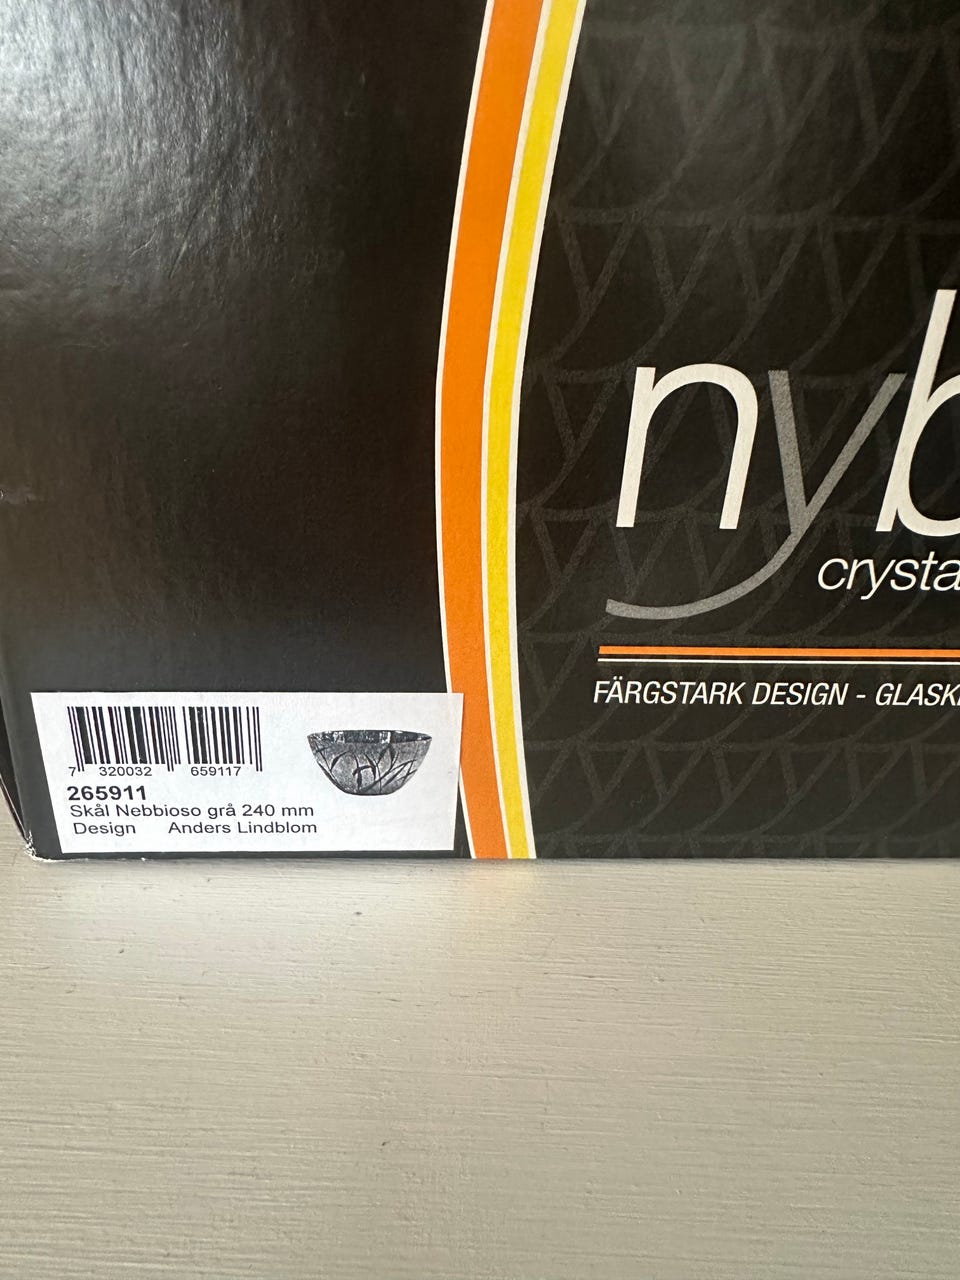 nyb
crysta
FÄRGSTARK DESIGN - GLASK
7 320032 659117
265911
Skål Nebbioso grå 240 mm
Design Anders Lindblom